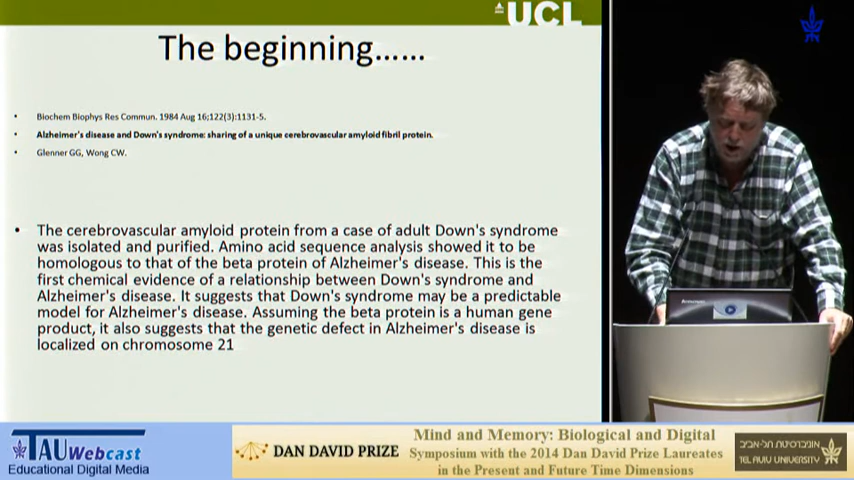 UCL
The beginning......
• Biochem Biophys Res Commun. 1984 Aug 16;122(3):1131-5.
• Alzheimer's disease and Down's syndrome: sharing of a unique cerebrovascular amyloid fibril protein.
• Glenner GG, Wong CW.
• The cerebrovascular amyloid protein from a case of adult Down's syndrome
was isolated and purified. Amino acid sequence analysis showed it to be
homologous to that of the beta protein of Alzheimer's disease. This is the
first chemical evidence of a relationship between Down's syndrome and
Alzheimer's disease. It suggests that Down's syndrome may be a predictable
model for Alzheimer's disease. Assuming the beta protein is a human gene
product, it also suggests that the genetic defect in Alzheimer's disease is
localized on chromosome 21
TAU Webcast
Educational Digital Media
DAN DAVID PRIZE
Mind and Memory: Biological and Digital
Symposium with the 2014 Dan David Prize Laureates
in the Present and Future Time Dimensions
אוניברסיטת תל-אביב
TEL AVIV UNIVERSITY